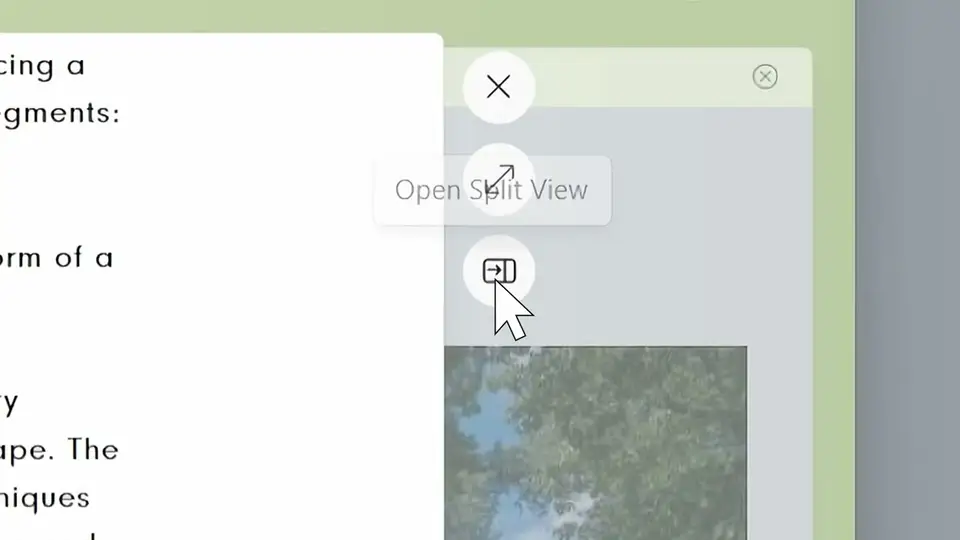 cing a
gments:
Open Split View
orm of a
ry
ape. The
niques